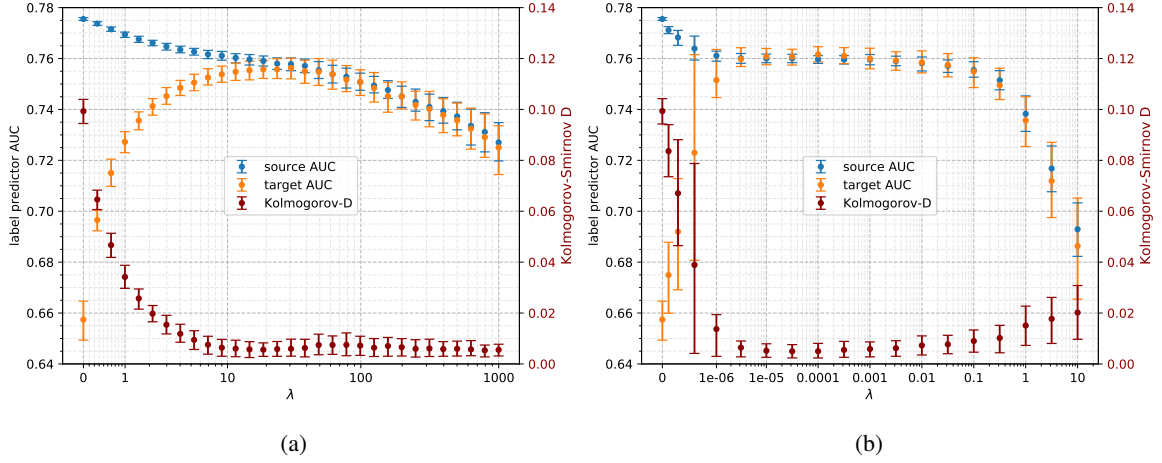 0.78
0.76
0.74
0.72
0.70
0.68
0.66
0.64
label predictor AUC
0.14
0.12
0.10
0.08
0.06
0.04
0.02
0.00
Kolmogorov-Smirnov D
source AUC
target AUC
Kolmogorov-D
0 1 10 100 1000
λ
(a)
0.78
0.76
0.74
0.72
0.70
0.68
0.66
0.64
label predictor AUC
0.14
0.12
0.10
0.08
0.06
0.04
0.02
0.00
Kolmogorov-Smirnov D
source AUC
target AUC
Kolmogorov-D
0 1e-06 1e-05 0.0001 0.001 0.01 0.1 1 10
λ
(b)